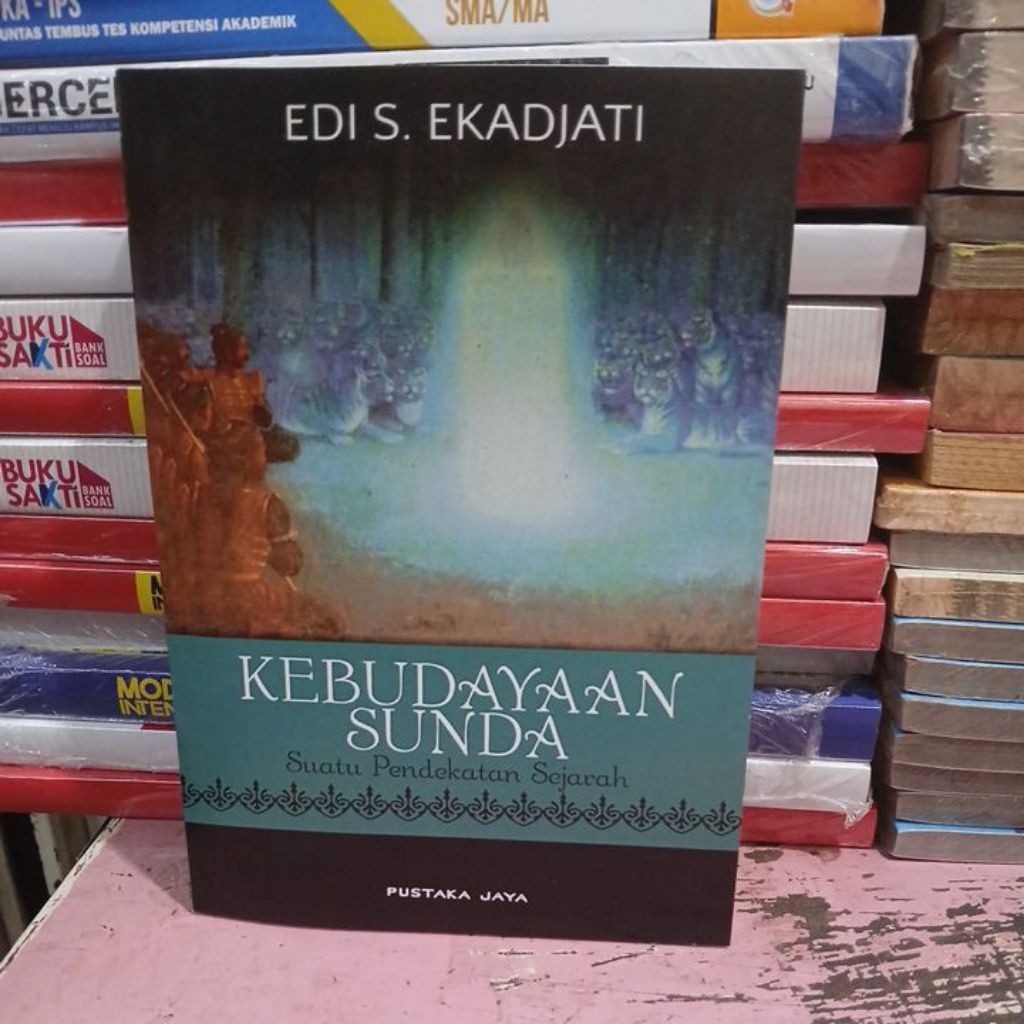 KA - IPS
UNTAS TEMBUS TES KOMPETENSI AKADEMIK
SMA/MA
ERCE
EDI S. EKADJATI
BUKU
SAKTI
BANK
SOAL
BUKU
SAKTI
BANK
SOAL
MOD
INTEN
KEBUDAYAAN
SUNDA
Suatu Pendekatan Sejarah
PUSTAKA JAYA